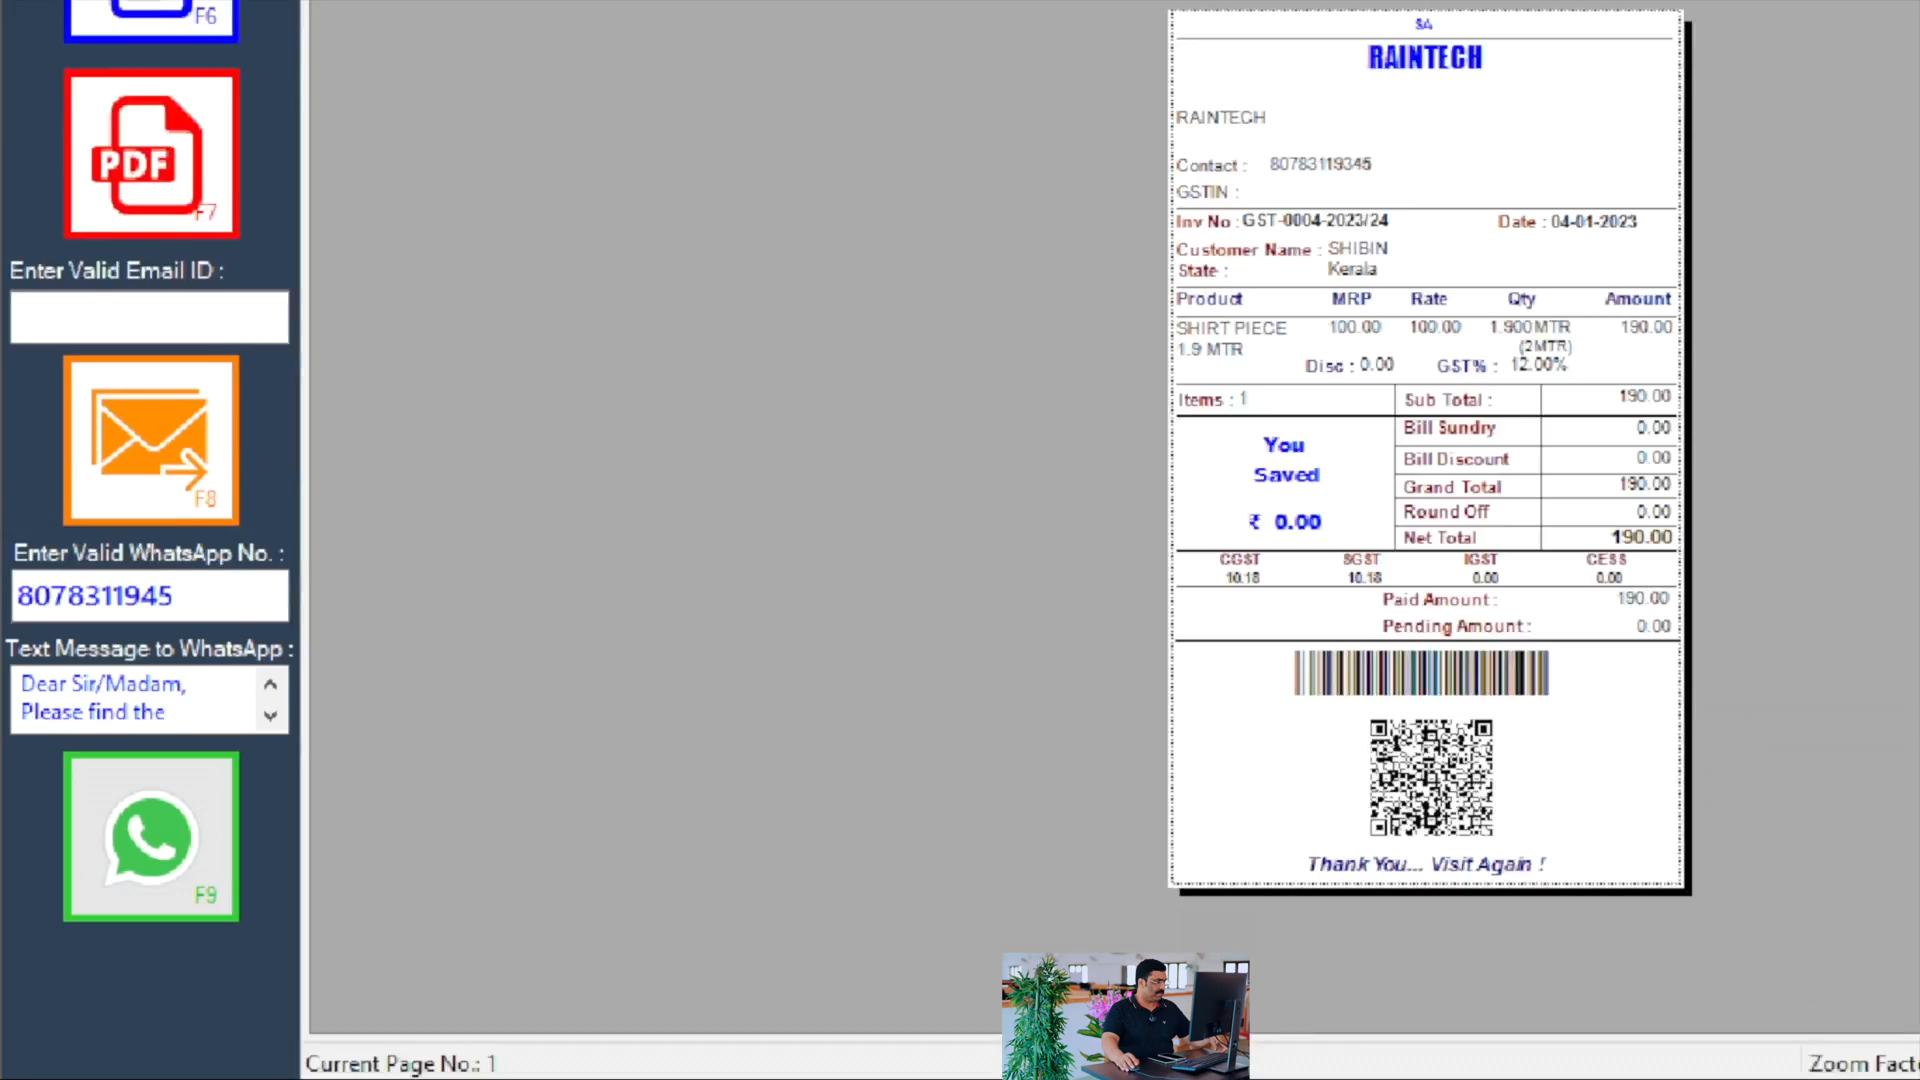 F6
PDF
F7
Enter Valid Email ID :
F8
Enter Valid WhatsApp No. :
8078311945
Text Message to WhatsApp :
Dear Sir/Madam,
Please find the
F9
SA
RAINTECH
RAINTECH
Contact : 80783119345
GSTIN :
Inv No : GST-0004-2023/24 Date : 04-01-2023
Customer Name : SHIBIN
State : Kerala
Product MRP Rate Qty Amount
SHIRT PIECE 100.00 100.00 1.900 MTR 190.00
1.9 MTR (2MTR)
Disc : 0.00 GST% : 12.00%
Items : 1 Sub Total : 190.00
Bill Sundry 0.00
You
Bill Discount 0.00
Saved
Grand Total 190.00
Round Off 0.00
₹ 0.00
Net Total 190.00
CGST SGST IGST CESS
10.18 10.18 0.00 0.00
Paid Amount : 190.00
Pending Amount : 0.00
Thank You... Visit Again !
Current Page No.: 1
Zoom Facto